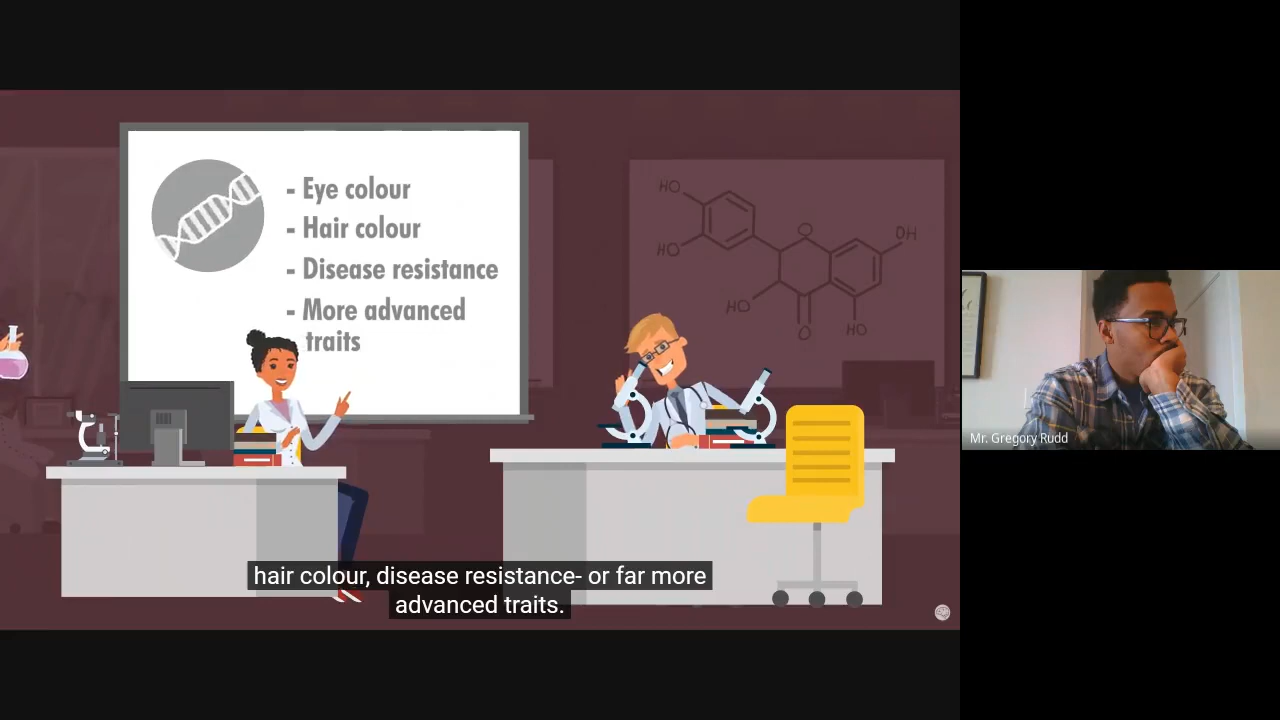 - Eye colour
- Hair colour
- Disease resistance
- More advanced
traits
HO
HO
HO
O
O
HO
OH
hair colour, disease resistance- or far more
advanced traits.
Mr. Gregory Rudd